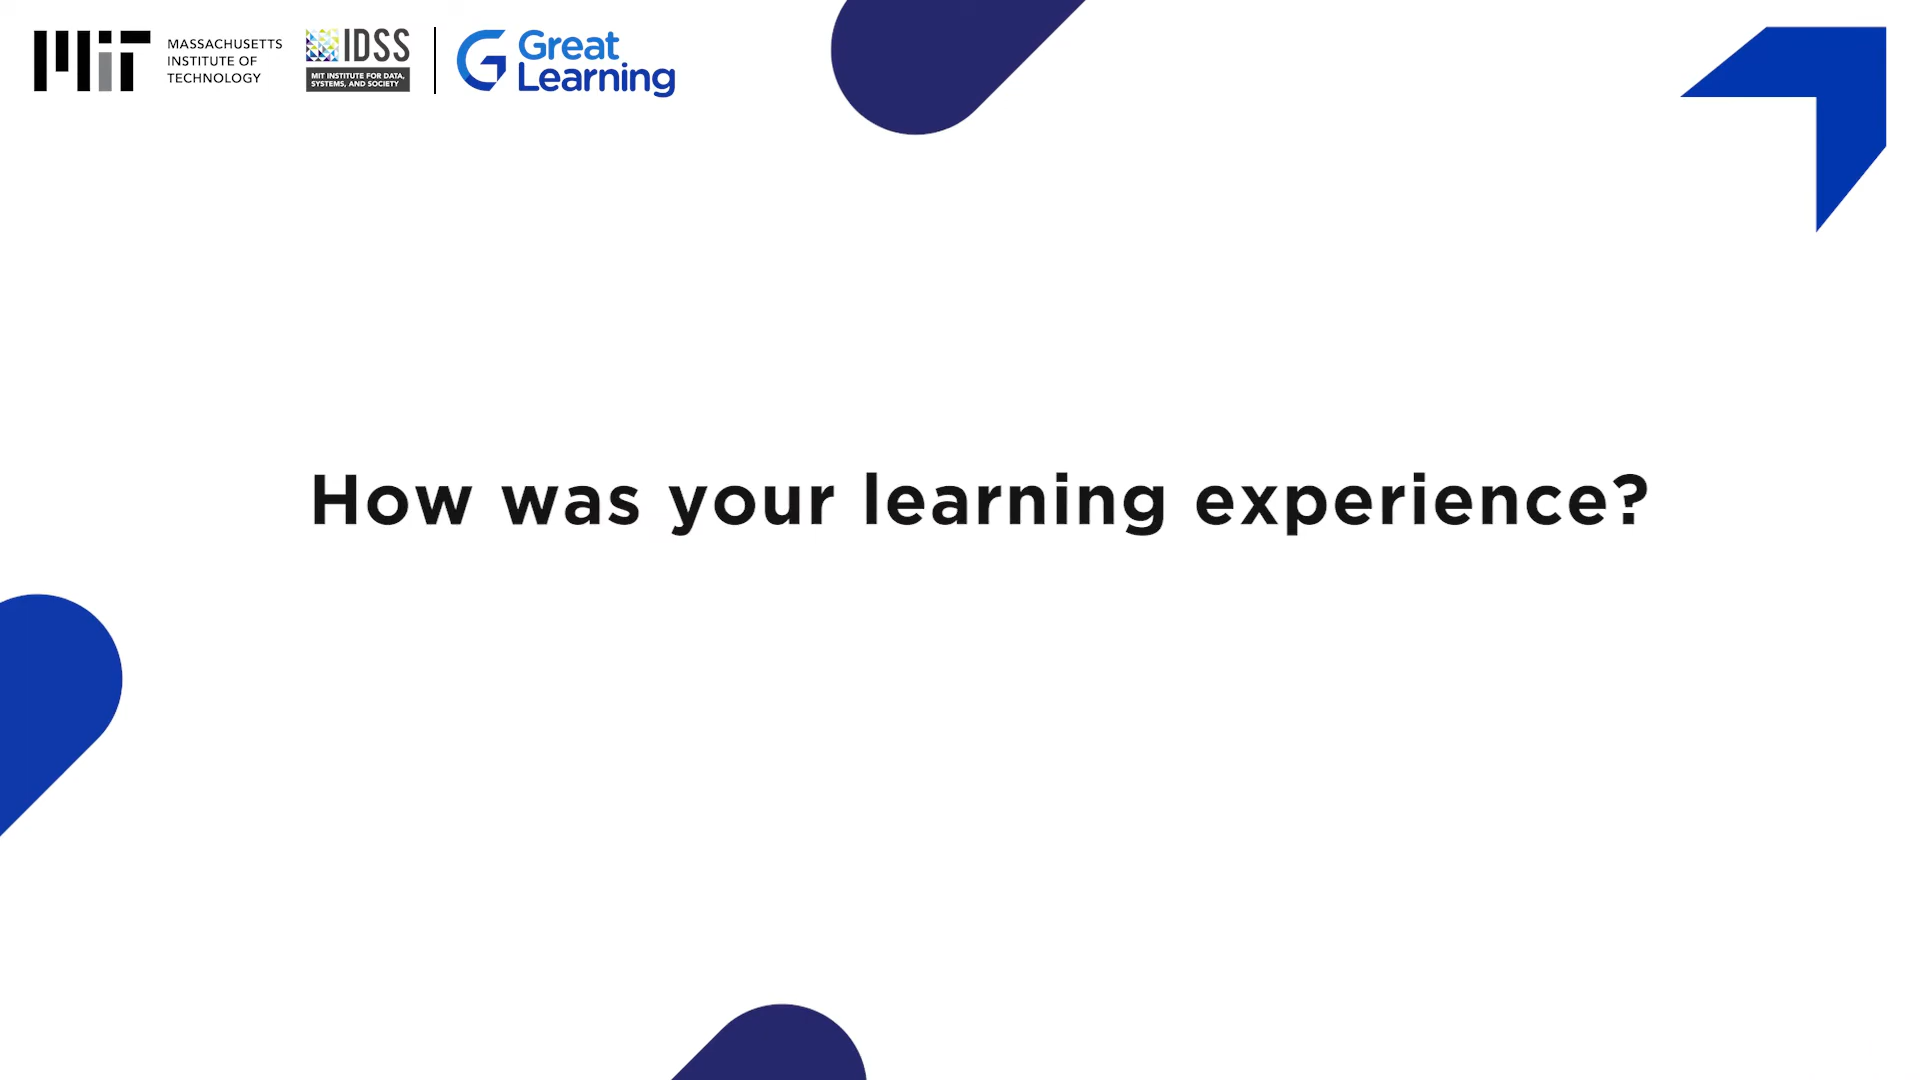 MIT MASSACHUSETTS
INSTITUTE OF
TECHNOLOGY
IDSS
MIT INSTITUTE FOR DATA,
SYSTEMS, AND SOCIETY
Great
Learning
How was your learning experience?